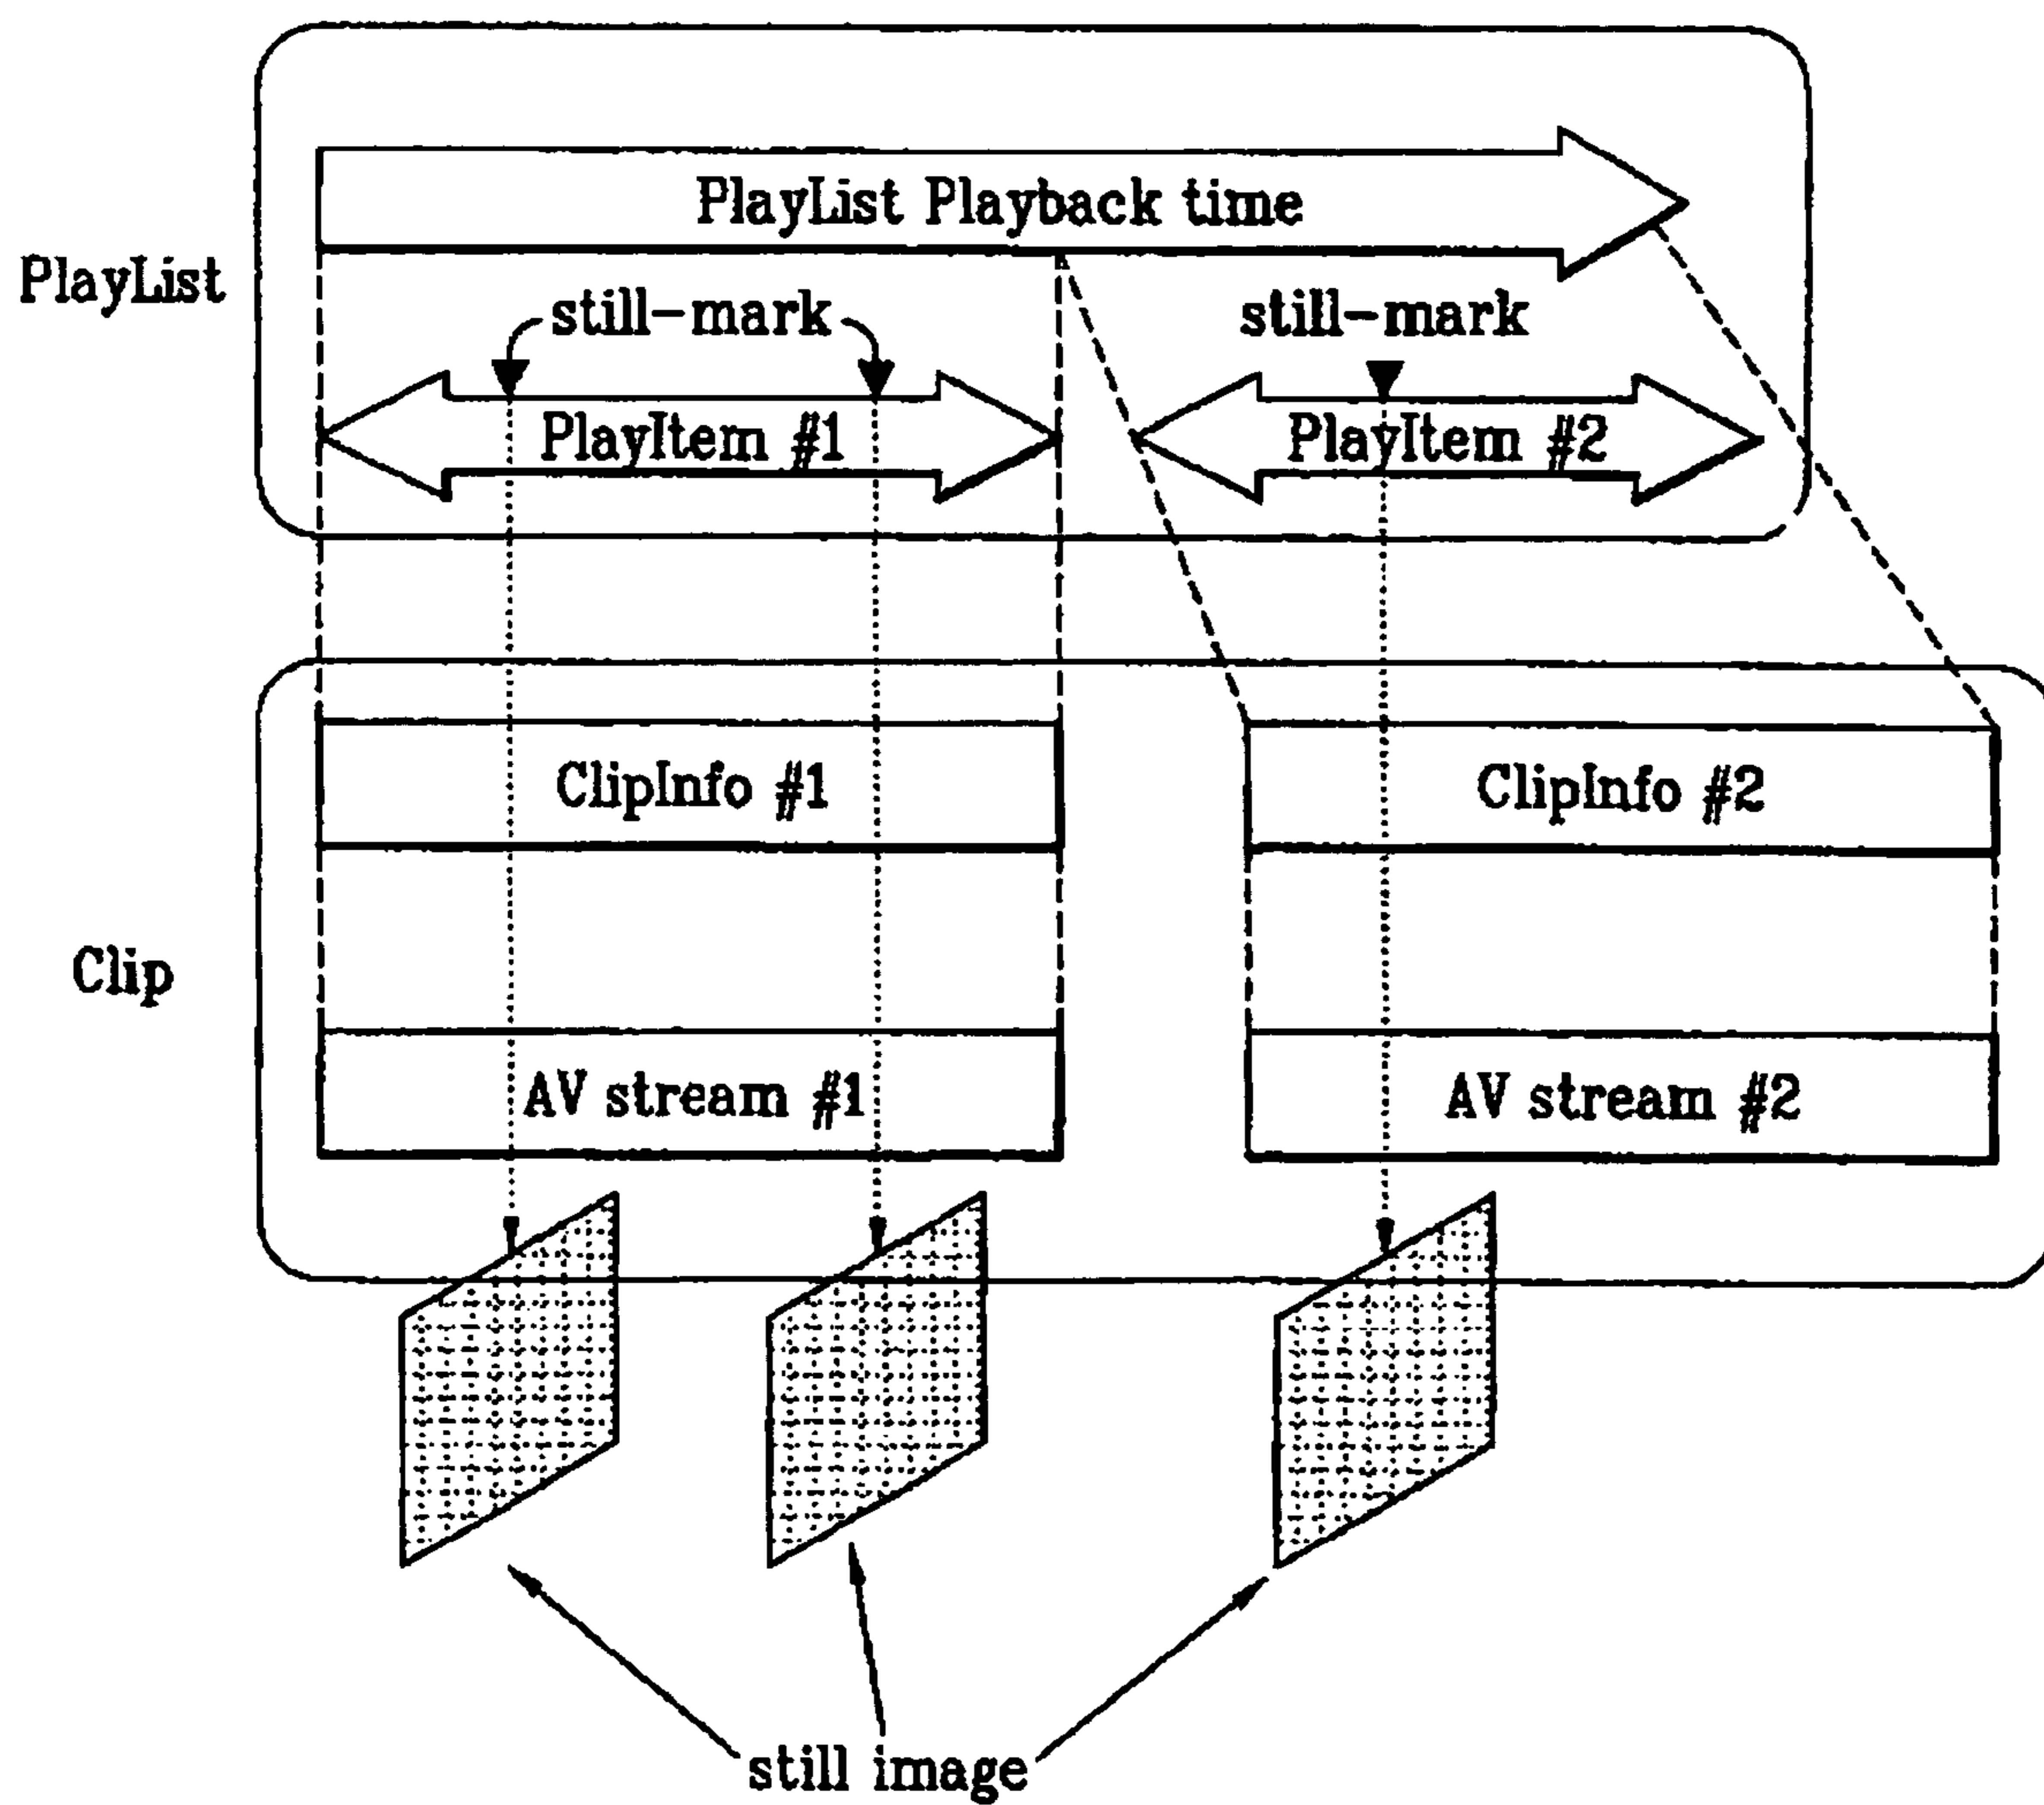 PlayList Playback time
PlayList
still-mark
still-mark
PlayItem #1
PlayItem #2
ClipInfo #1
ClipInfo #2
Clip
AV stream #1
AV stream #2
still image